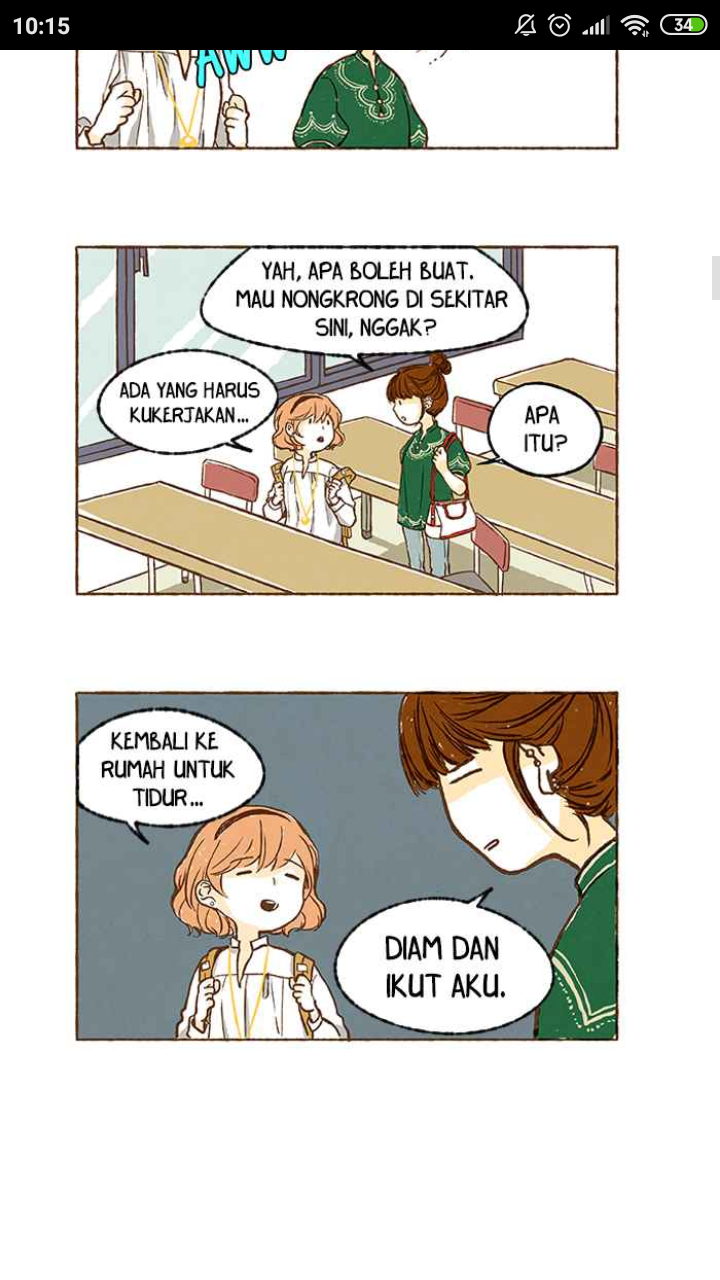 10:15
34
AWW
YAH, APA BOLEH BUAT.
MAU NONGKRONG DI SEKITAR
SINI, NGGAK?
ADA YANG HARUS
KUKERJAKAN...
APA
ITU?
KEMBALI KE
RUMAH UNTUK
TIDUR...
DIAM DAN
IKUT AKU.